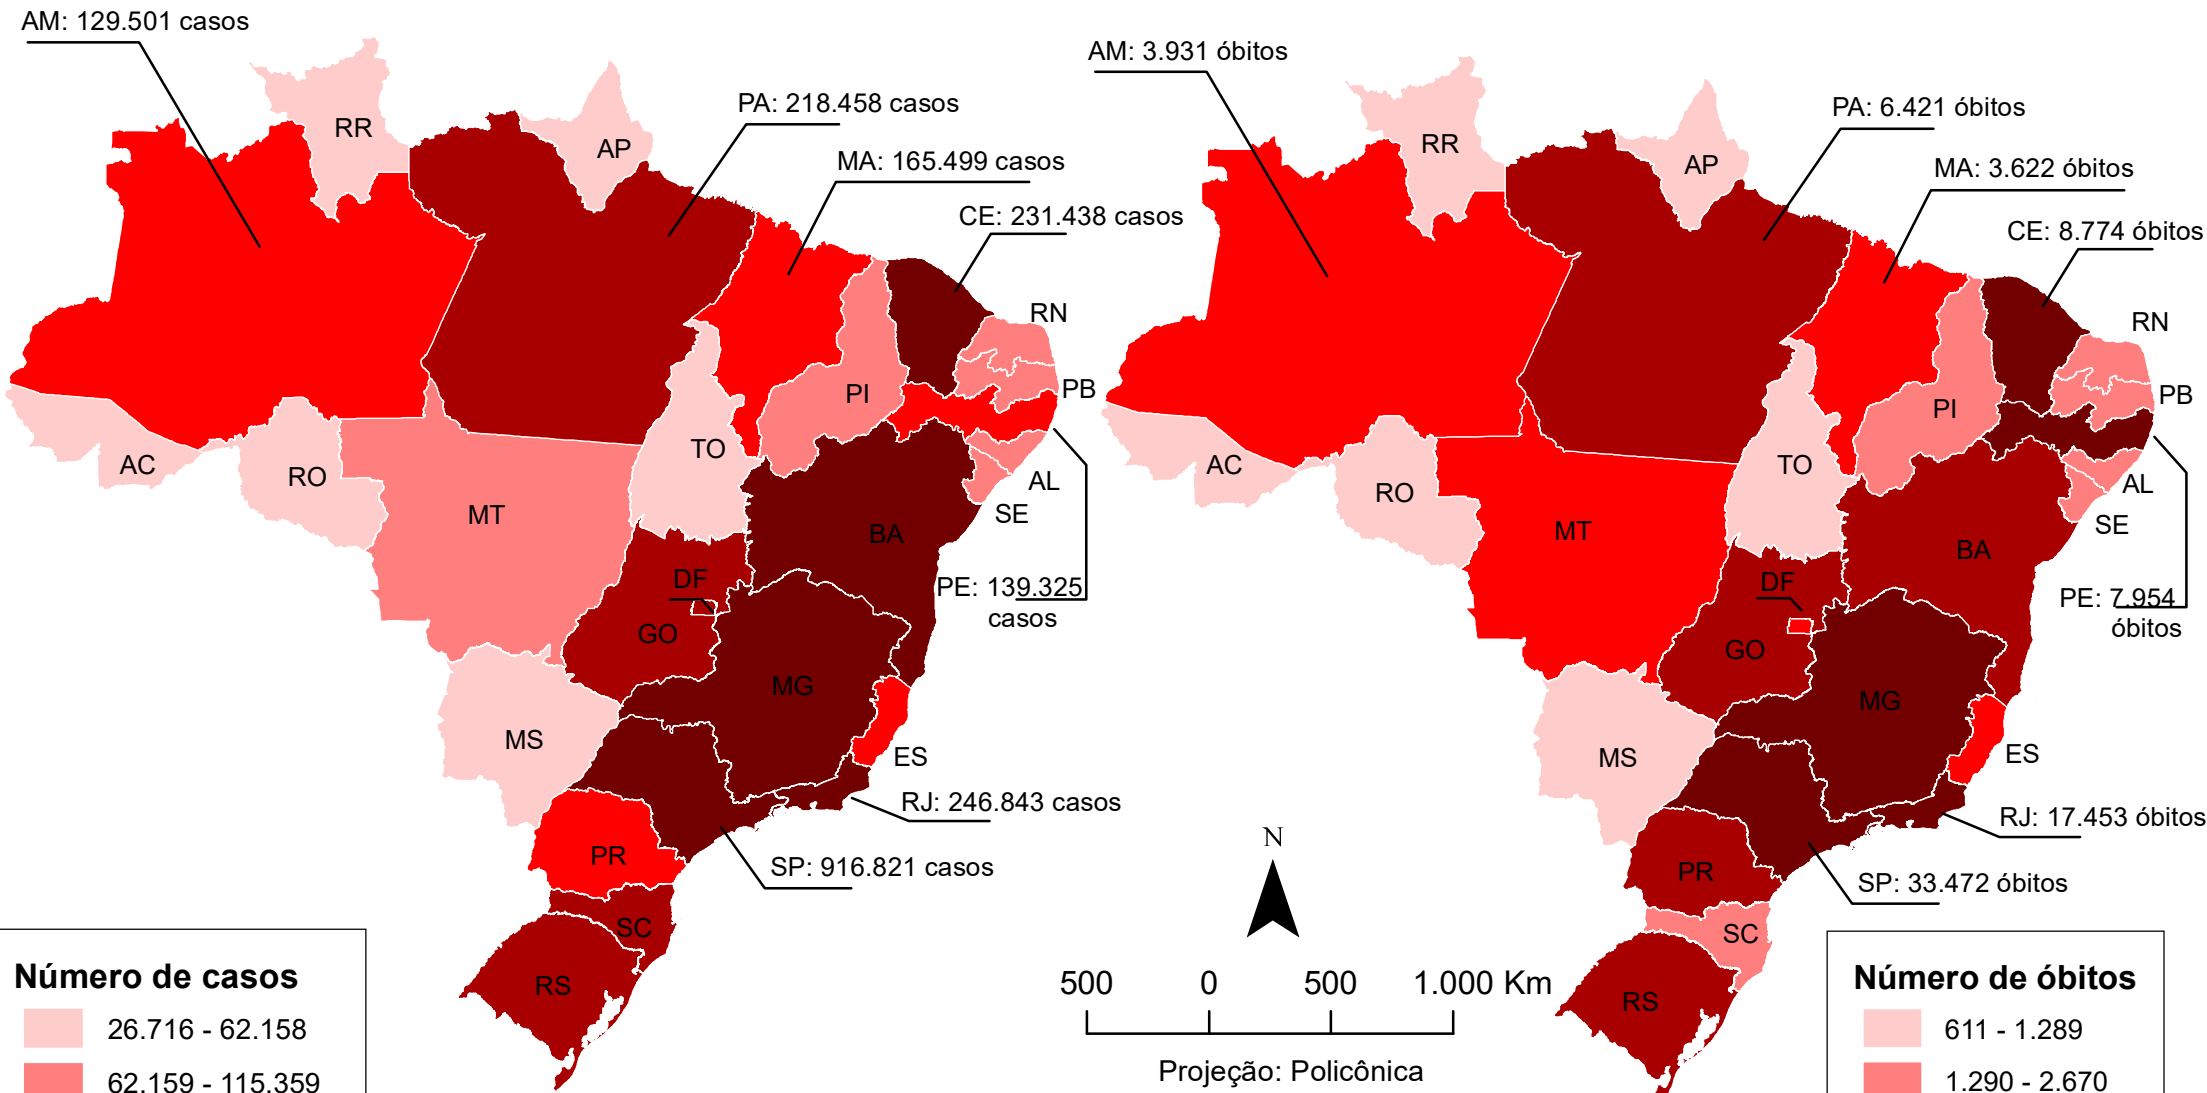 AM: 129.501 casos
RR
AP
PA: 218.458 casos
MA: 165.499 casos
CE: 231.438 casos
RN
PB
PI
TO
AC
RO
MT
AL
SE
BA
DF
PE: 139.325
casos
GO
MG
MS
ES
RJ: 246.843 casos
PR
SP: 916.821 casos
SC
RS
Número de casos
26.716 - 62.158
62.159 - 115.359
AM: 3.931 óbitos
RR
AP
PA: 6.421 óbitos
MA: 3.622 óbitos
CE: 8.774 óbitos
RN
PB
PI
TO
AC
RO
MT
AL
SE
BA
DF
PE: 7.954
óbitos
GO
MG
MS
ES
RJ: 17.453 óbitos
PR
SP: 33.472 óbitos
SC
RS
N
500 0 500 1.000 Km
Projeção: Policônica
Número de óbitos
611 - 1.289
1.290 - 2.670